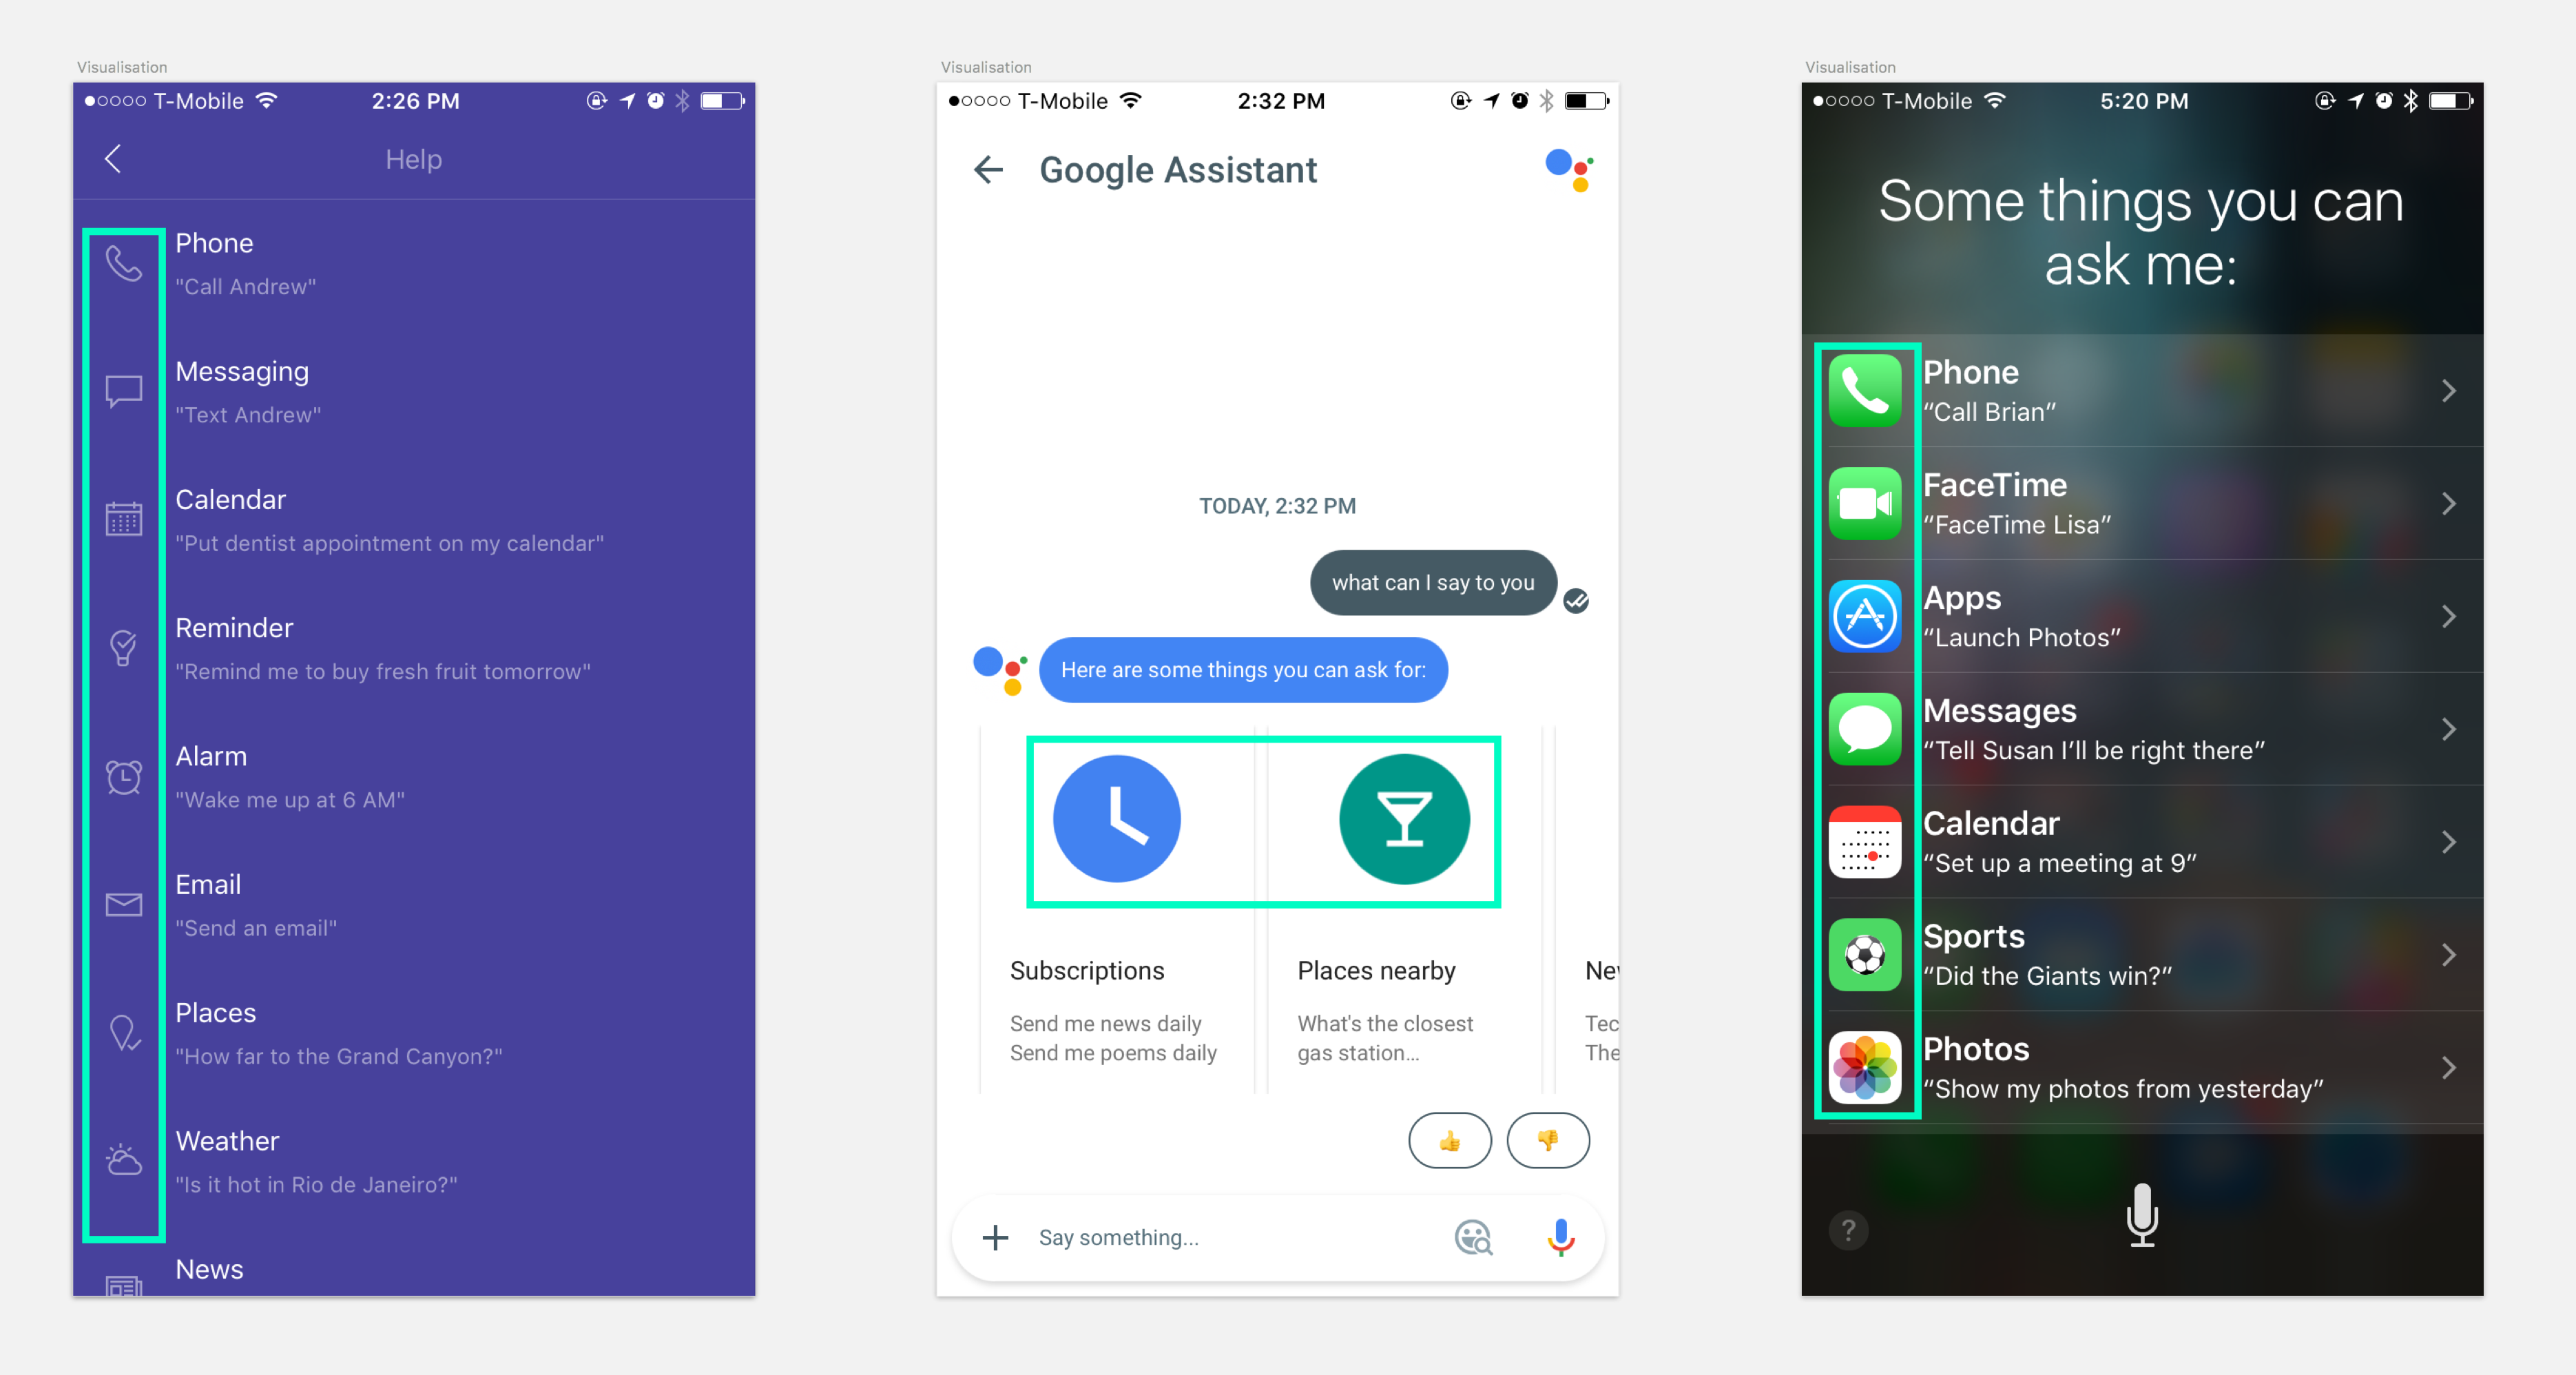 Visualisation
T-Mobile 2:26 PM
Help
Phone
"Call Andrew"
Messaging
"Text Andrew"
Calendar
"Put dentist appointment on my calendar"
Reminder
"Remind me to buy fresh fruit tomorrow"
Alarm
"Wake me up at 6 AM"
Email
"Send an email"
Places
"How far to the Grand Canyon?"
Weather
"Is it hot in Rio de Janeiro?"
News
Visualisation
T-Mobile 2:32 PM
Google Assistant
TODAY, 2:32 PM
what can I say to you
Here are some things you can ask for:
Subscriptions
Send me news daily
Send me poems daily
Places nearby
What's the closest
gas station...
Tec
The
Say something...
Visualisation
T-Mobile 5:20 PM
Some things you can
ask me:
Phone
“Call Brian”
FaceTime
“FaceTime Lisa”
Apps
“Launch Photos”
Messages
“Tell Susan I’ll be right there”
Calendar
“Set up a meeting at 9”
Sports
“Did the Giants win?”
Photos
“Show my photos from yesterday”
?